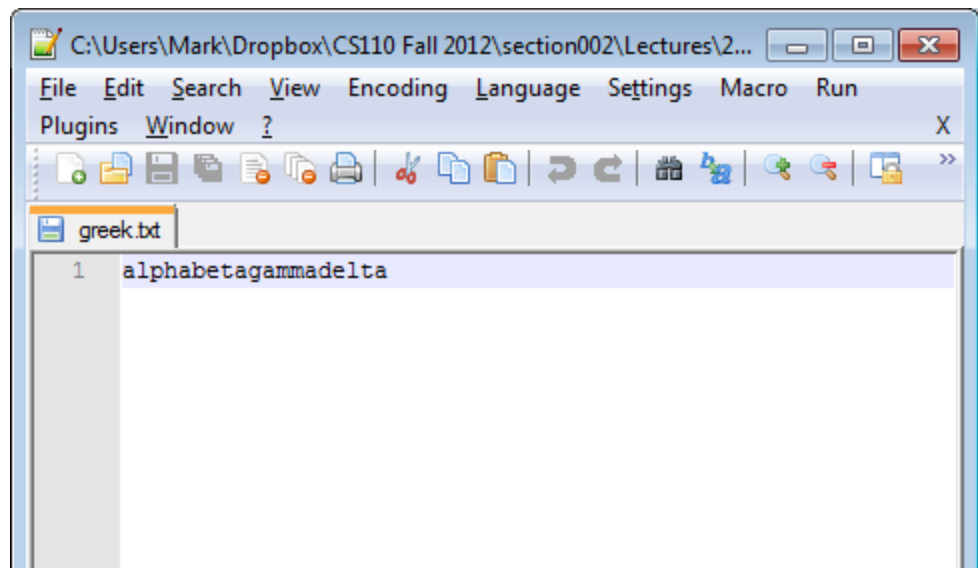 C:\Users\Mark\Dropbox\CS110 Fall 2012\section002\Lectures\2...
File Edit Search View Encoding Language Settings Macro Run
Plugins Window ? X
greek.txt
1 alphabetagammadelta